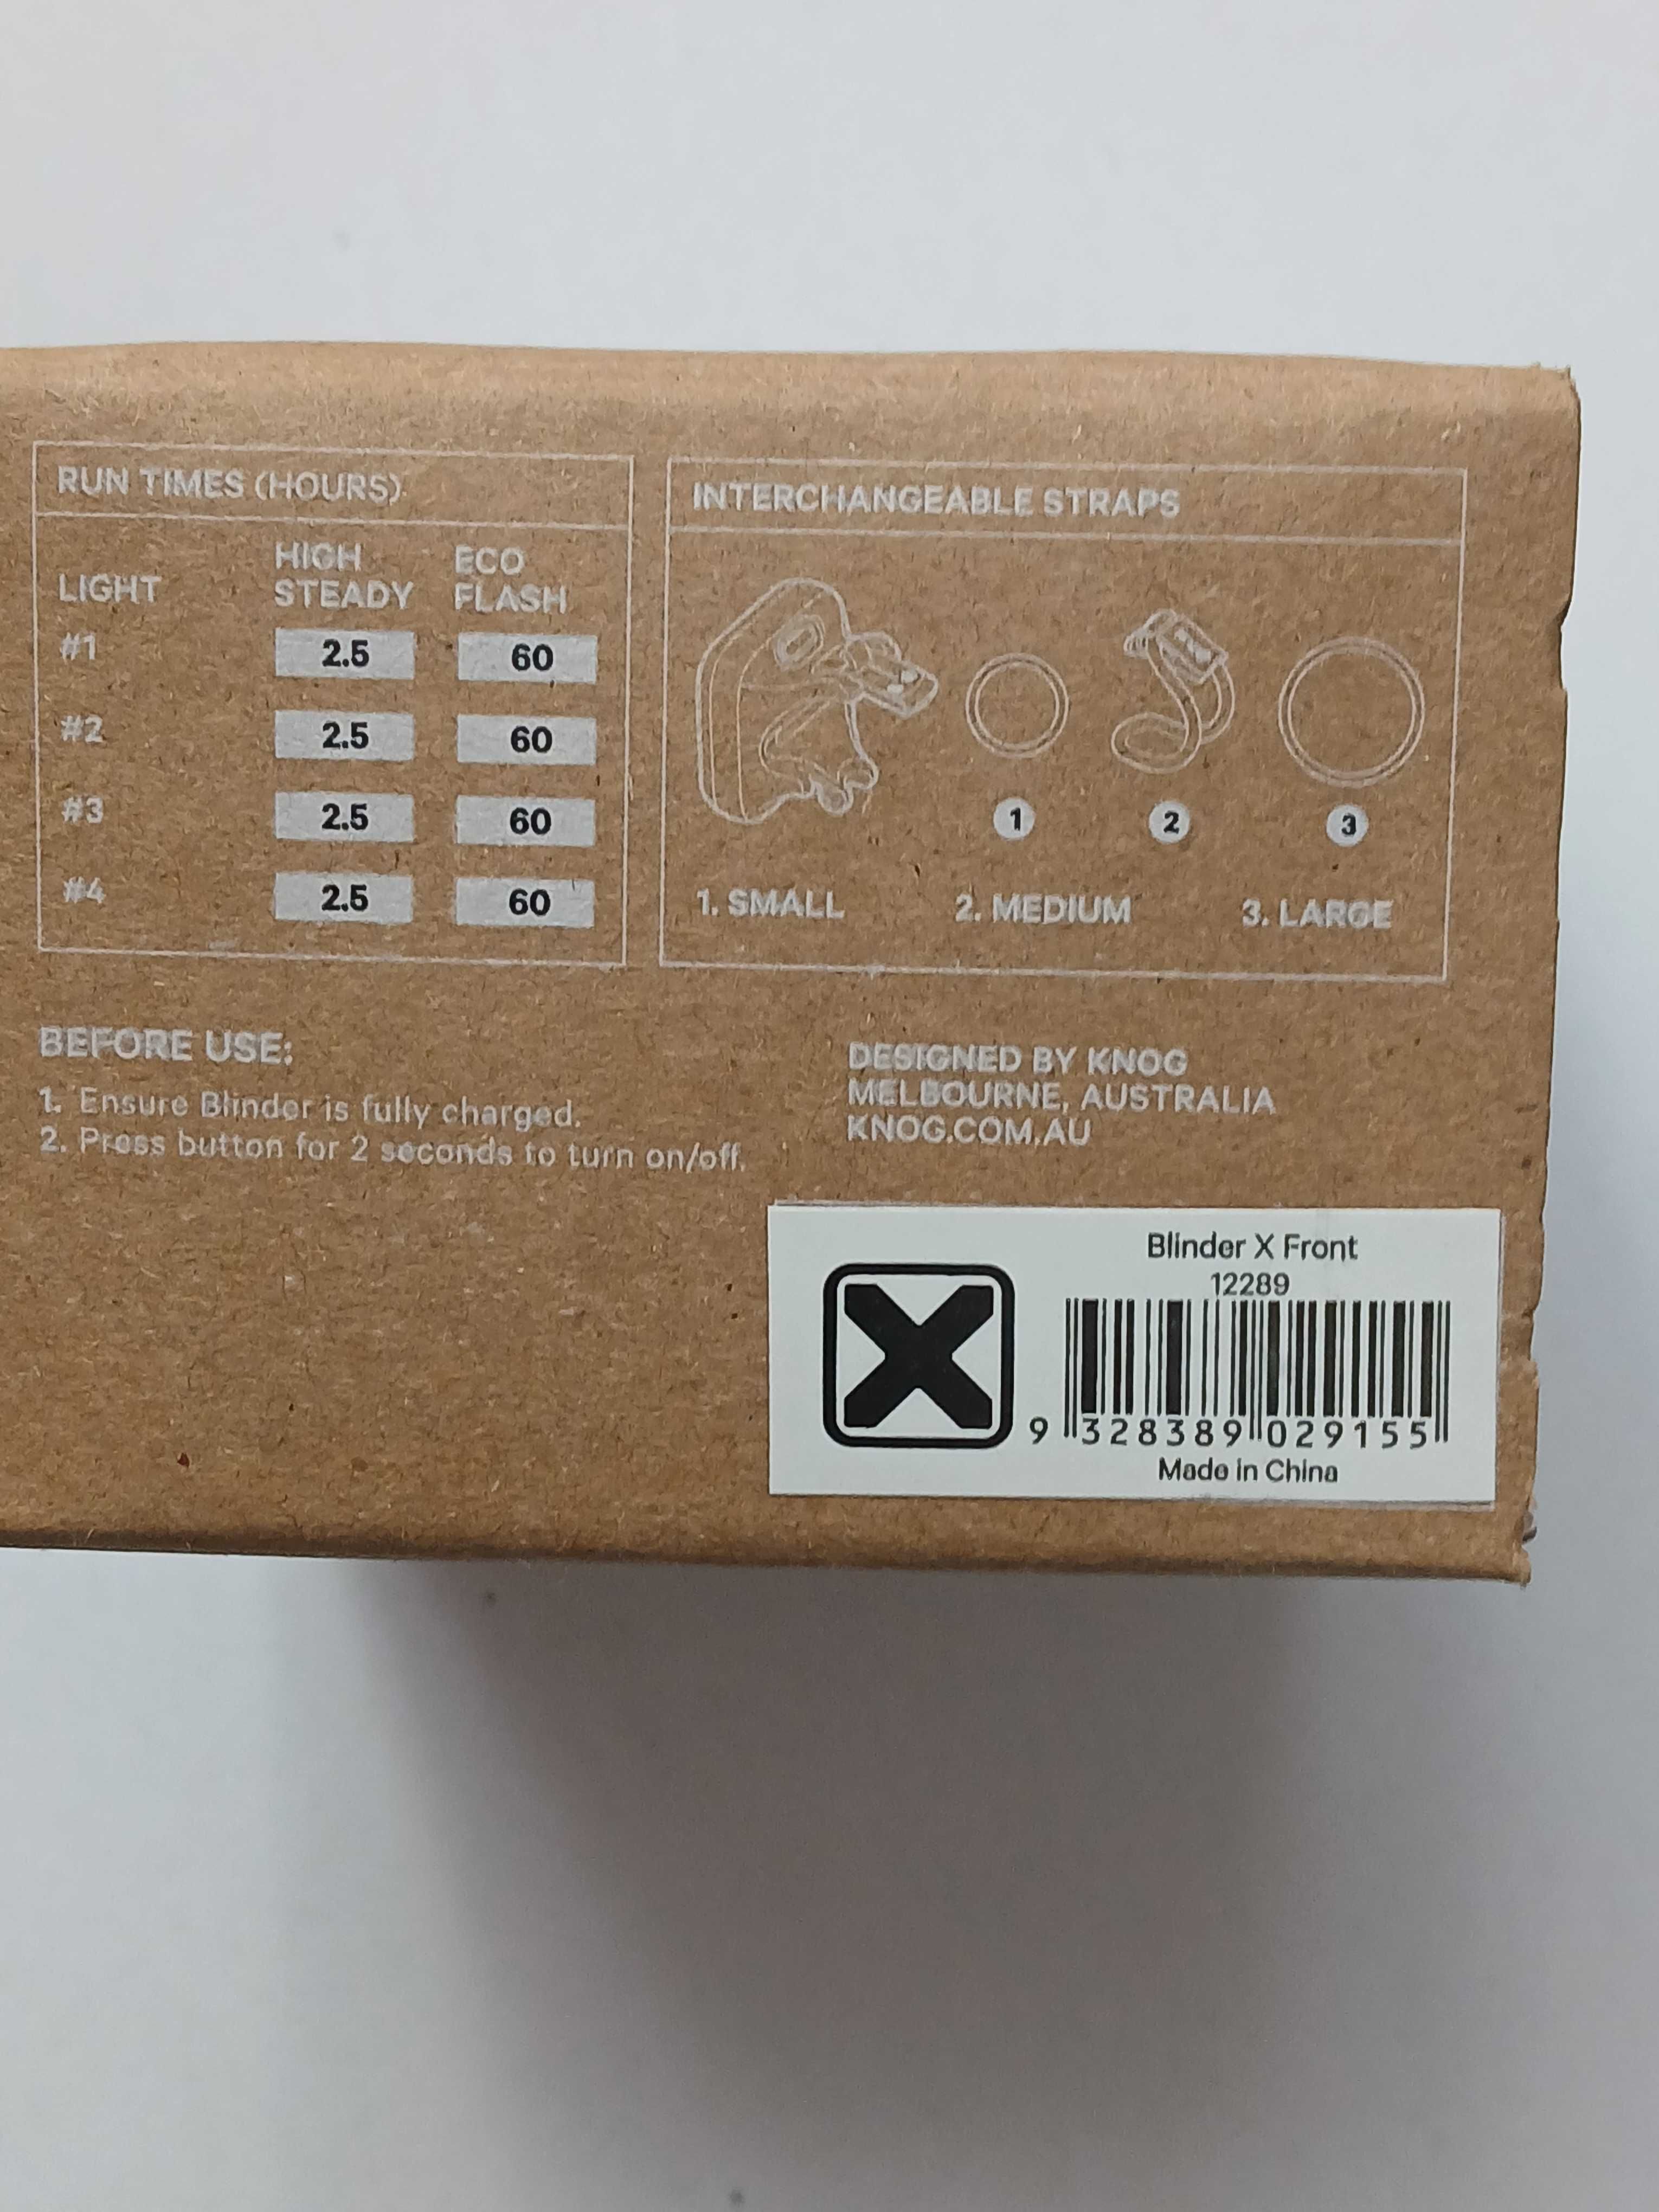 RUN TIMES (HOURS)
LIGHT HIGH STEADY ECO FLASH
#1 2.5 60
#2 2.5 60
#3 2.5 60
#4 2.5 60
INTERCHANGEABLE STRAPS
1 2 3
1. SMALL 2. MEDIUM 3. LARGE
BEFORE USE:
1. Ensure Blinder is fully charged.
2. Press button for 2 seconds to turn on/off.
DESIGNED BY KNOG
MELBOURNE, AUSTRALIA
KNOG.COM.AU
Blinder X Front
12289
X
9 328389 029155
Made in China